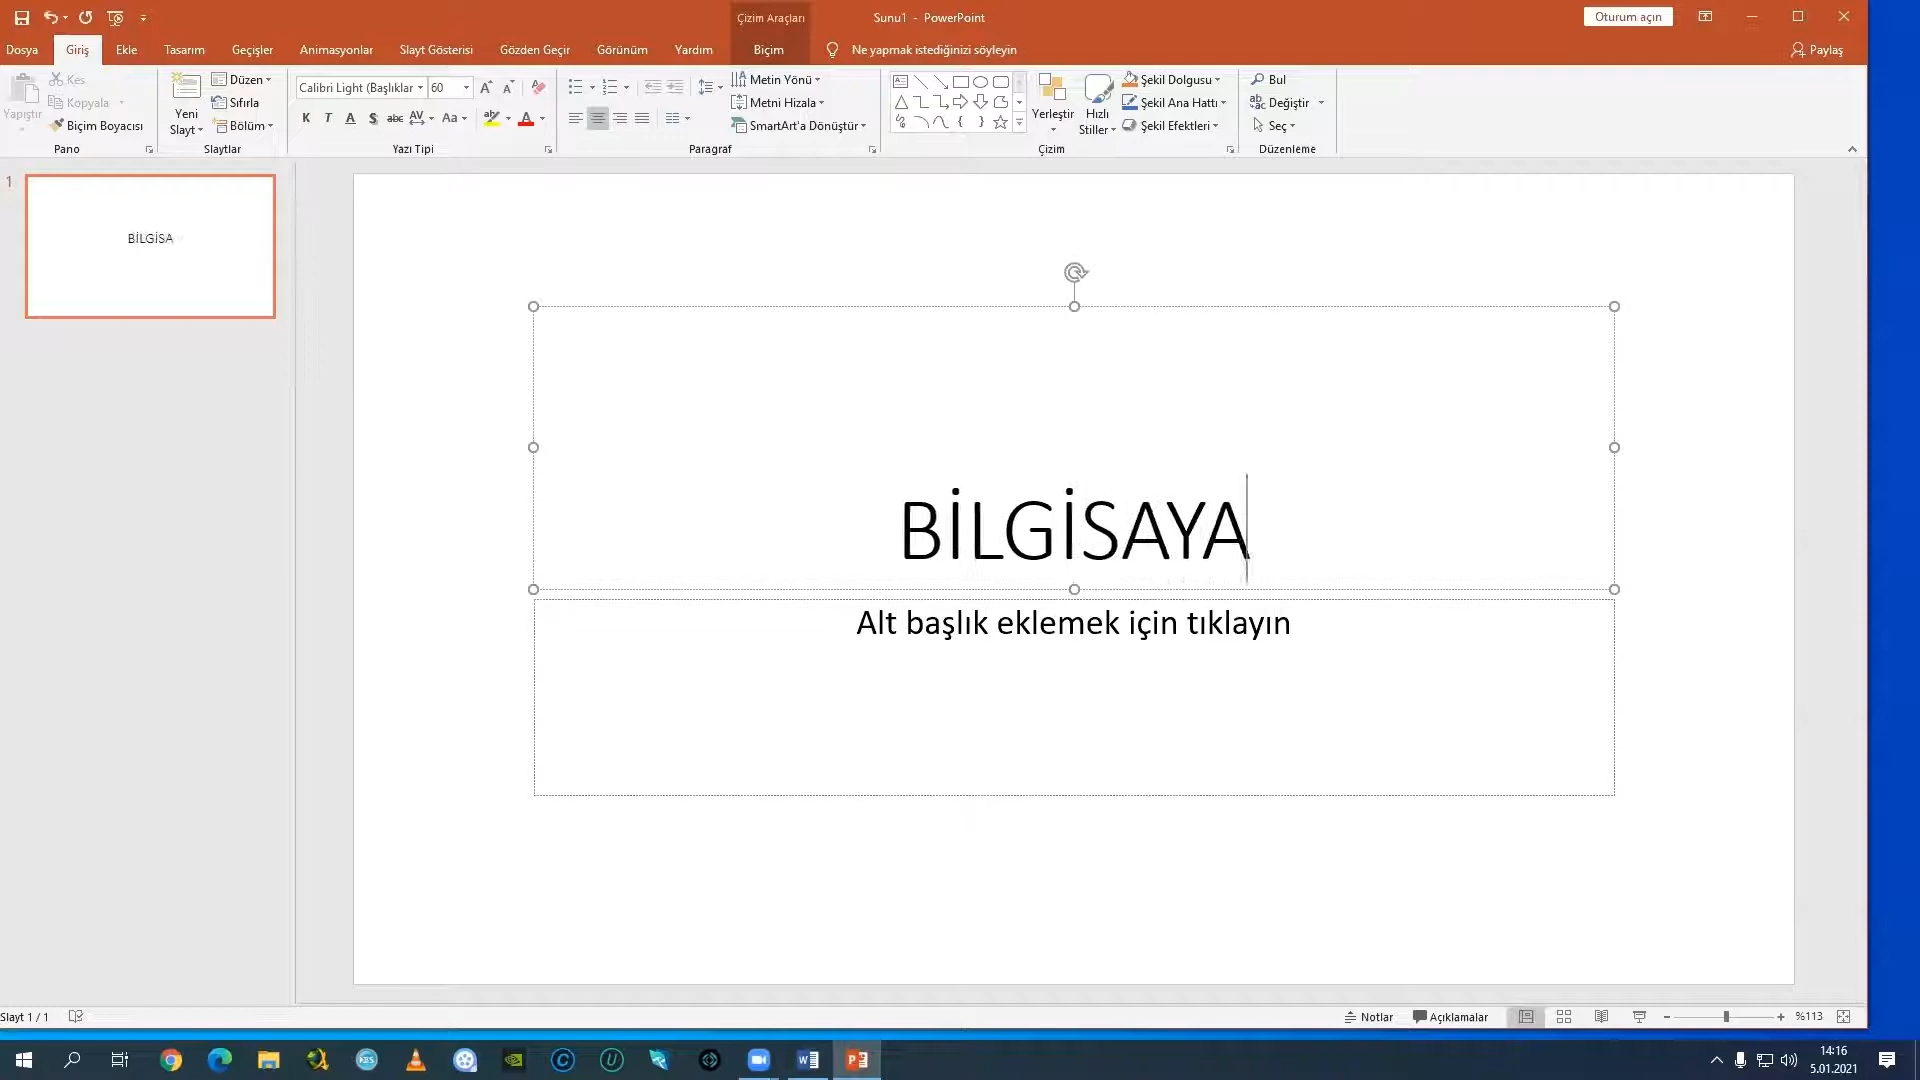 Çizim Araçları
Sunu1 - PowerPoint
Oturum açın
Dosya
Giriş
Ekle
Tasarım
Geçişler
Animasyonlar
Slayt Gösterisi
Gözden Geçir
Görünüm
Yardım
Biçim
Ne yapmak istediğinizi söyleyin
Paylaş
Yapıştır
Kes
Kopyala
Biçim Boyacısı
Pano
Yeni
Slayt
Düzen
Sıfırla
Bölüm
Slaytlar
Calibri Light (Başlıklar
60
K T A S abc AV Aa
Yazı Tipi
Metin Yönü
Metni Hizala
SmartArt'a Dönüştür
Paragraf
Yerleştir
Hızlı
Stiller
Şekil Dolgusu
Şekil Ana Hattı
Şekil Efektleri
Çizim
Bul
Değiştir
Seç
Düzenleme
1
BİLGİSA
BİLGİSAYA
Alt başlık eklemek için tıklayın
Slayt 1 / 1
Notlar
Açıklamalar
%113
14:16
5.01.2021